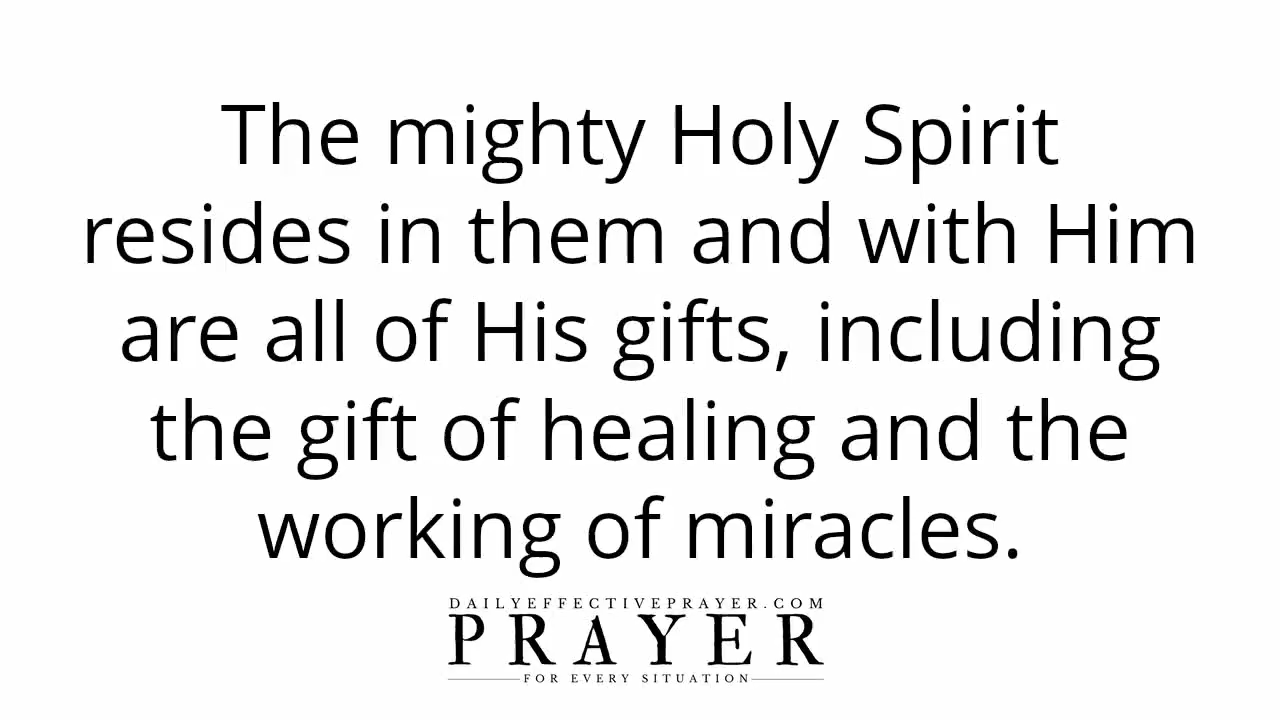 The mighty Holy Spirit
resides in them and with Him
are all of His gifts, including
the gift of healing and the
working of miracles.
DAILYEFFECTIVEPRAYER.COM
PRAYER
FOR EVERY SITUATION